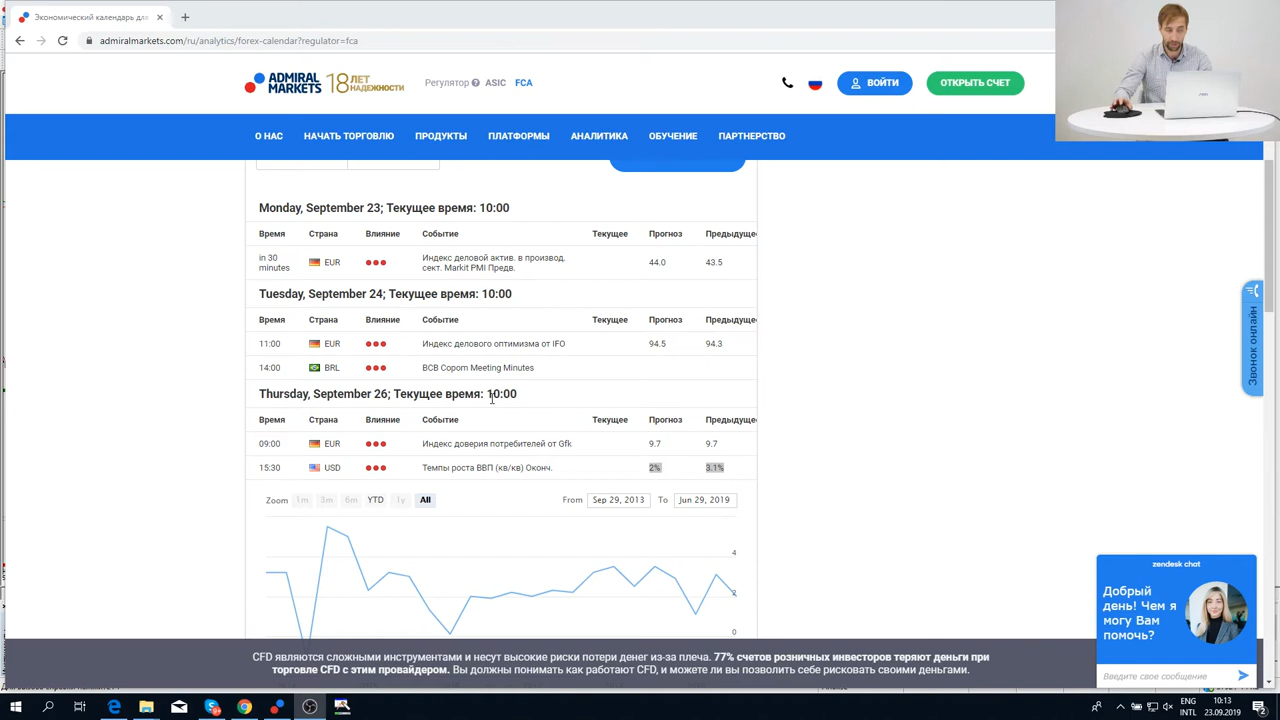 Экономический календарь дл
admiralmarkets.com/ru/analytics/forex-calendar?regulator=fca
ADMIRAL MARKETS
18 ЛЕТ НАДЕЖНОСТИ
Регулятор ? ASIC FCA
ВОЙТИ
ОТКРЫТЬ СЧЕТ
О НАС НАЧАТЬ ТОРГОВЛЮ ПРОДУКТЫ ПЛАТФОРМЫ АНАЛИТИКА ОБУЧЕНИЕ ПАРТНЕРСТВО
Monday, September 23; Текущее время: 10:00
Время Страна Влияние Событие Текущее Прогноз Предыдуще
in 30 minutes EUR Индекс деловой актив. в производ. сект. Markit PMI Предв. 44.0 43.5
Tuesday, September 24; Текущее время: 10:00
Время Страна Влияние Событие Текущее Прогноз Предыдуще
11:00 EUR Индекс делового оптимизма от IFO 94.5 94.3
14:00 BRL BCB Copom Meeting Minutes
Thursday, September 26; Текущее время: 10:00
Время Страна Влияние Событие Текущее Прогноз Предыдуще
09:00 EUR Индекс доверия потребителей от Gfk 9.7 9.7
15:30 USD Темпы роста ВВП (кв/кв) Оконч. 2% 3.1%
Zoom 1m 3m 6m YTD 1y All From Sep 29, 2013 To Jun 29, 2019
4
2
0
Звонок онлайн
zendesk chat
Добрый
день! Чем я
могу Вам
помочь?
Введите свое сообщение
CFD являются сложными инструментами и несут высокие риски потери денег из-за плеча. 77% счетов розничных инвесторов теряют деньги при
торговле CFD с этим провайдером. Вы должны понимать как работают CFD, и можете ли вы позволить себе рисковать своими деньгами.
ENG
INTL
10:13
23.09.2019
2